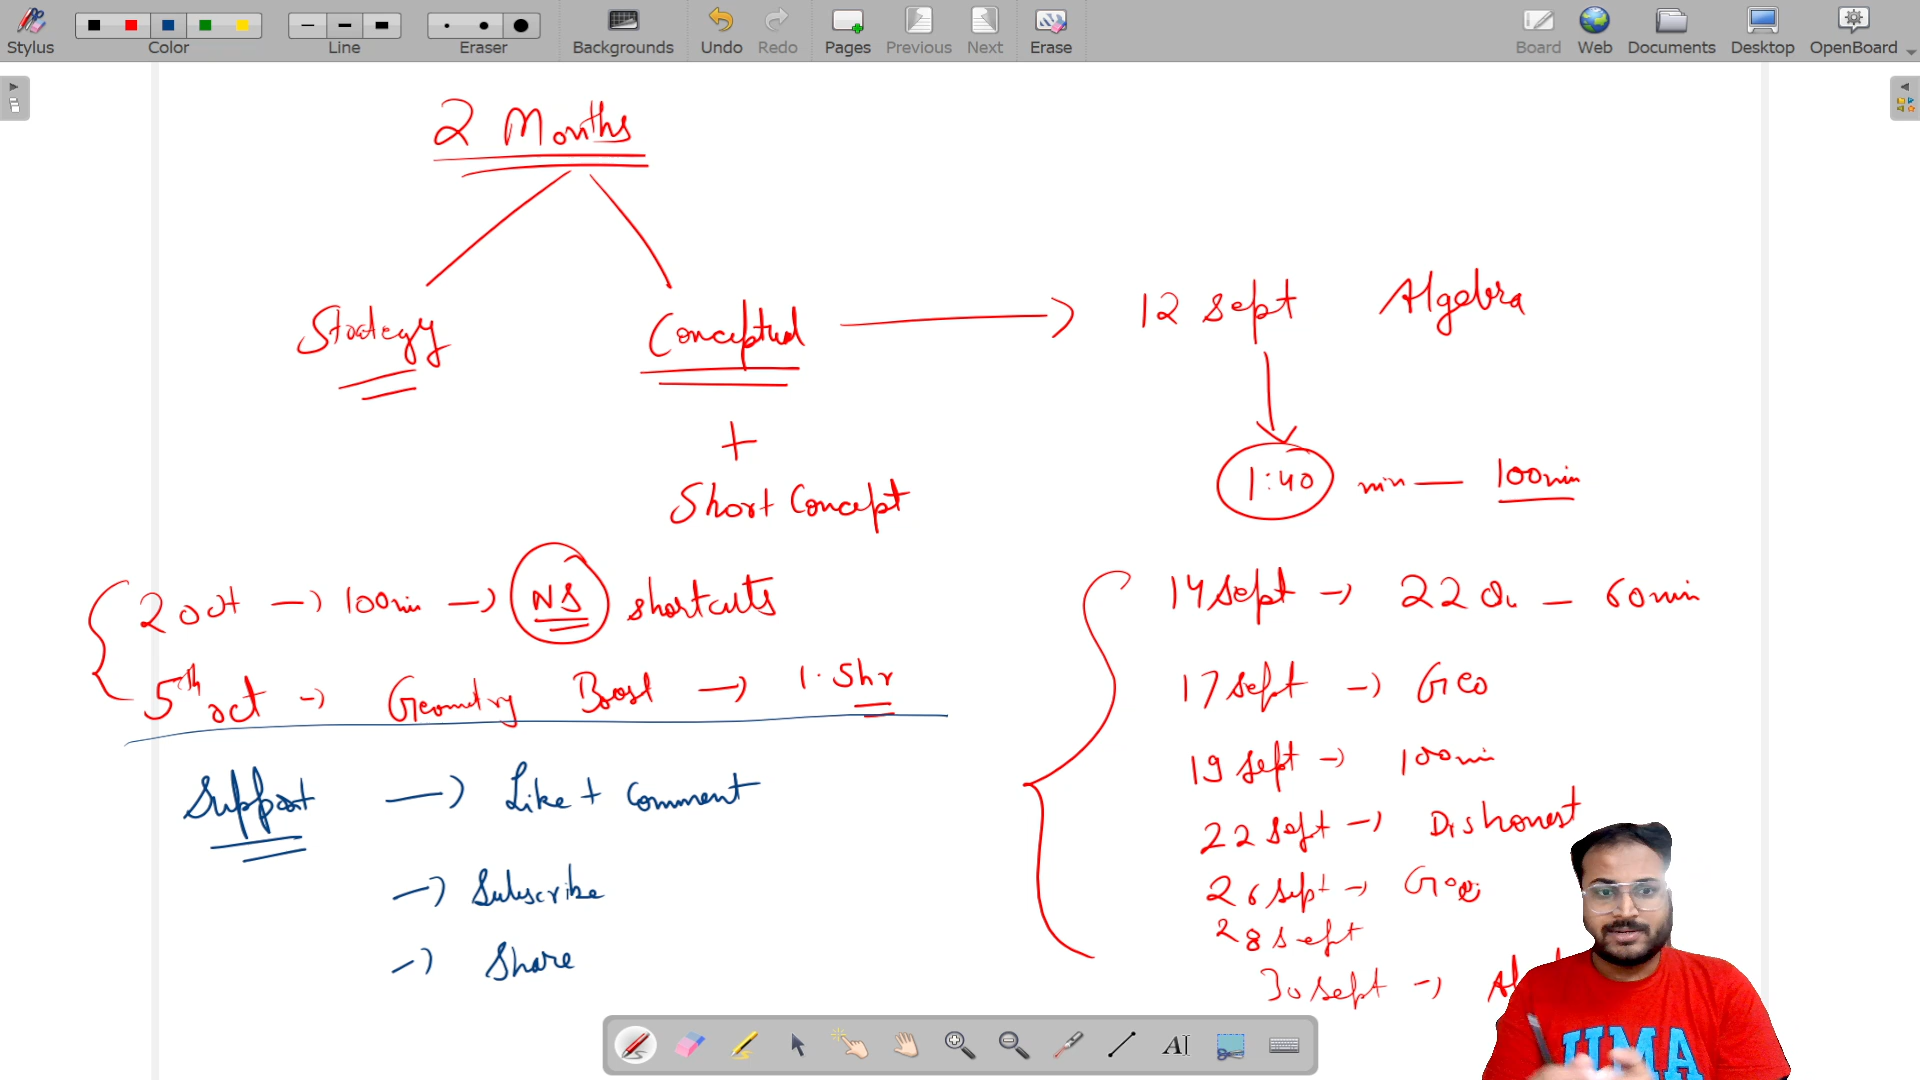 Stylus Color Line Eraser Backgrounds Undo Redo Pages Previous Next Erase Board Web Documents Desktop OpenBoard
2 Months
Strategy
Conceptual
+
Short Concept
12 Sept Algebra
1:40 min — 100min
2 oct → 100min → NS shortcuts
5th oct → Geometry Boost → 1.5hr
Support → Like + Comment
→ Subscribe
→ Share
14 Sept → 22 Q. — 60min
17 Sept → Geo
19 Sept → 100min
22 Sept → Dishonest
26 Sept → Geo
28 Sept
30 Sept →